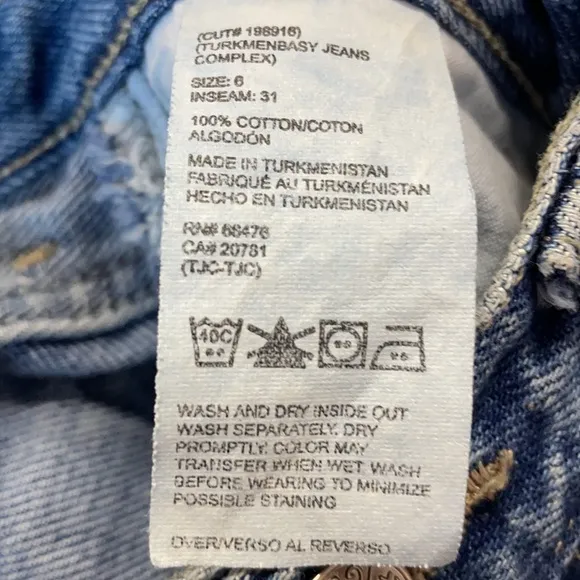 (CUT# 198916)
(TURKMENBASY JEANS
COMPLEX)
SIZE: 6
INSEAM: 31
100% COTTON/COTON
ALGODÓN
MADE IN TURKMENISTAN
FABRIQUÉ AU TURKMÉNISTAN
HECHO EN TURKMENISTAN
RN# 66476
CA# 20781
(TJC-TJC)
40C
WASH AND DRY INSIDE OUT
WASH SEPARATELY. DRY
PROMPTLY. COLOR MAY
TRANSFER WHEN WET. WASH
BEFORE WEARING TO MINIMIZE
POSSIBLE STAINING
OVER/VERSO AL REVERSO